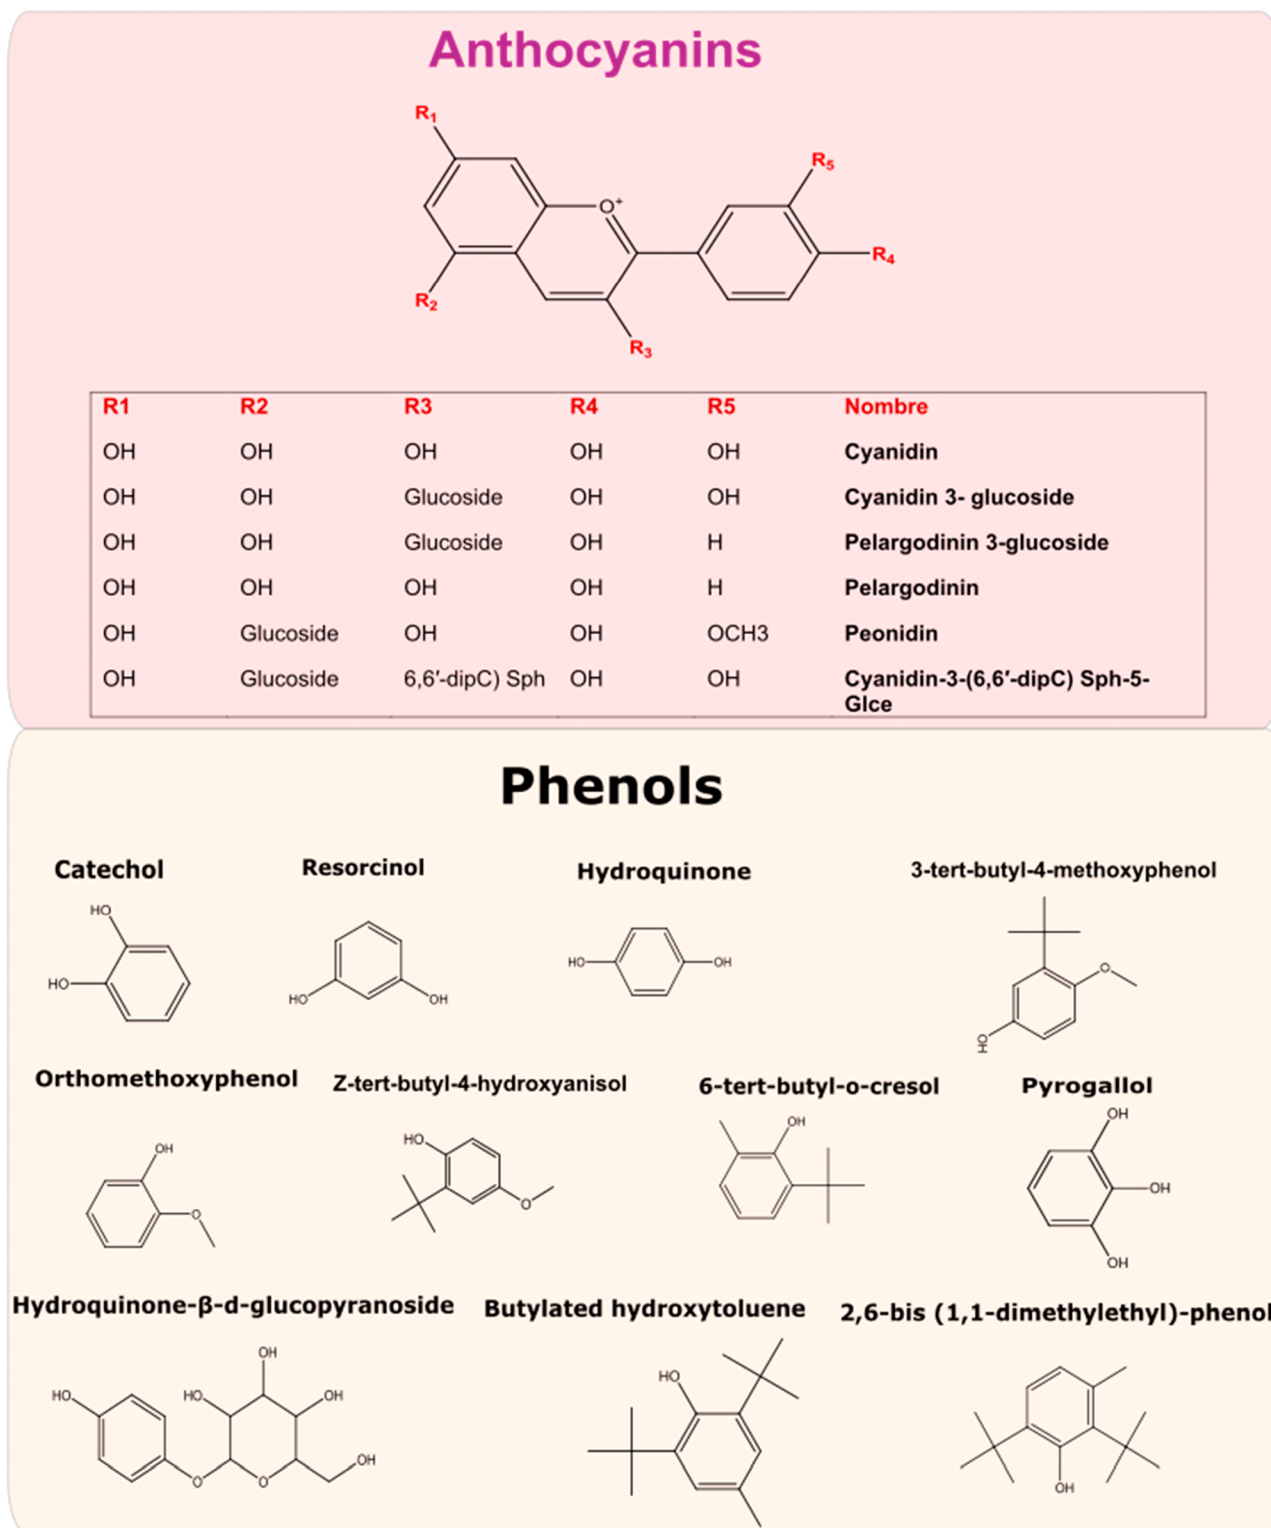 Anthocyanins
R₁
R₅
O⁺
R₄
R₂
R₃
R1 R2 R3 R4 R5 Nombre
OH OH OH OH OH Cyanidin
OH OH Glucoside OH OH Cyanidin 3- glucoside
OH OH Glucoside OH H Pelargodinin 3-glucoside
OH OH OH OH H Pelargodinin
OH Glucoside OH OH OCH3 Peonidin
OH Glucoside 6,6′-dipC) Sph OH OH Cyanidin-3-(6,6′-dipC) Sph-5-
Glce
Phenols
Catechol Resorcinol Hydroquinone 3-tert-butyl-4-methoxyphenol
HO
HO
HO OH
HO OH
O
HO
Orthomethoxyphenol Z-tert-butyl-4-hydroxyanisol 6-tert-butyl-o-cresol Pyrogallol
OH
O
HO
O
OH
OH
OH
OH
Hydroquinone-β-d-glucopyranoside Butylated hydroxytoluene 2,6-bis (1,1-dimethylethyl)-phenol
OH
HO HO OH
OH
O O
HO
OH